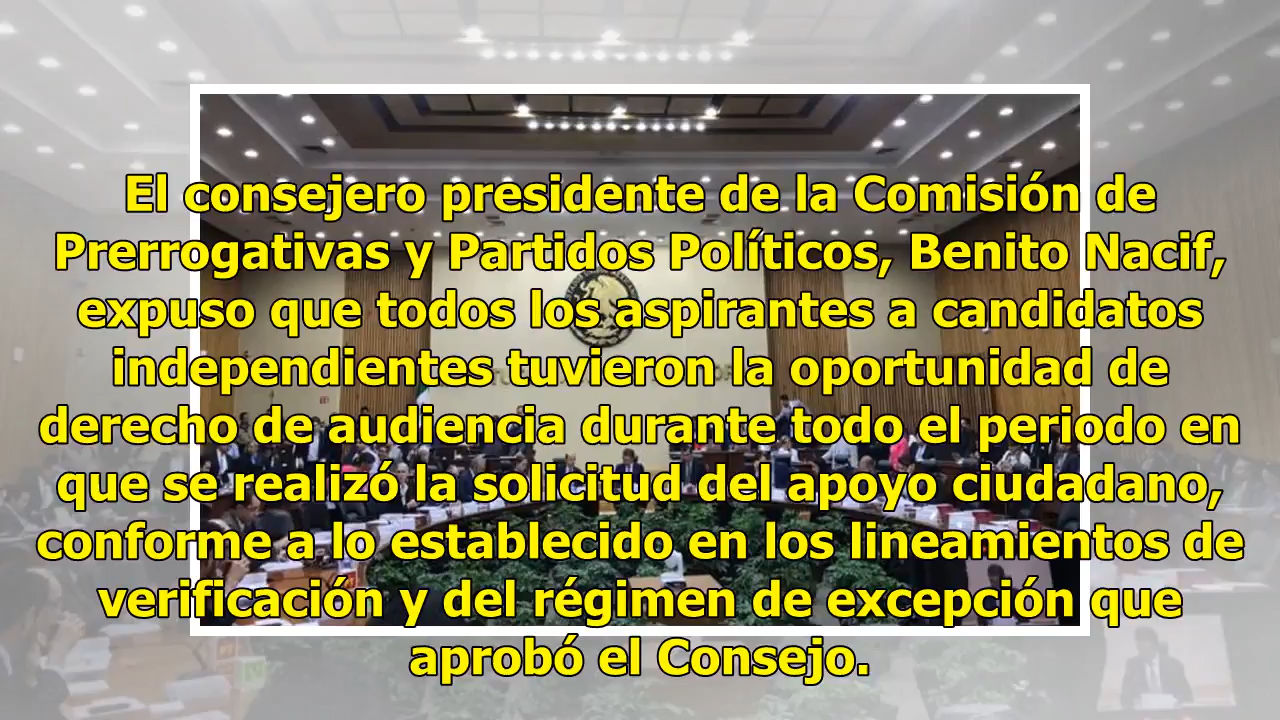 El consejero presidente de la Comisión de
Prerrogativas y Partidos Políticos, Benito Nacif,
expuso que todos los aspirantes a candidatos
independientes tuvieron la oportunidad de
derecho de audiencia durante todo el periodo en
que se realizó la solicitud del apoyo ciudadano,
conforme a lo establecido en los lineamientos de
verificación y del régimen de excepción que
aprobó el Consejo.